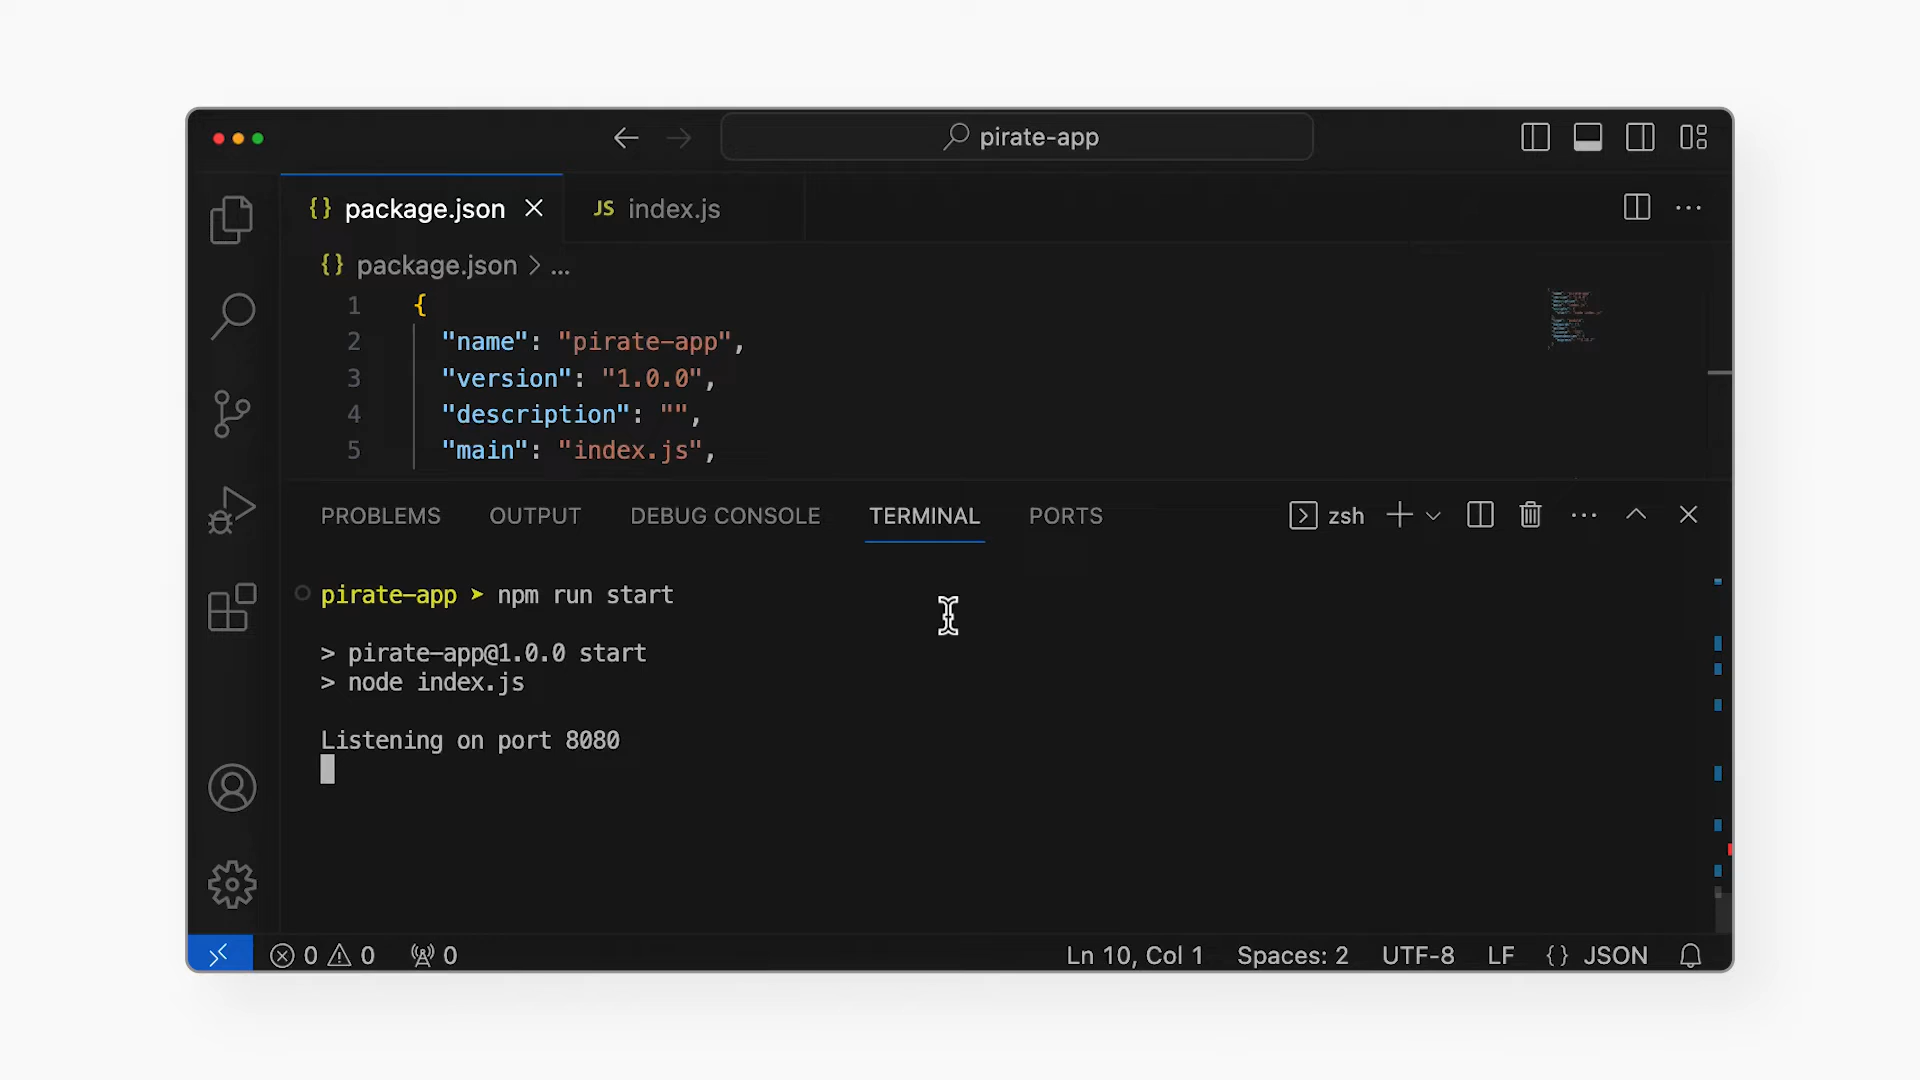 pirate-app
{} package.json
JS index.js
{} package.json > ...
1 {
2 "name": "pirate-app",
3 "version": "1.0.0",
4 "description": "",
5 "main": "index.js",
PROBLEMS OUTPUT DEBUG CONSOLE TERMINAL PORTS zsh
pirate-app ➤ npm run start
> pirate-app@1.0.0 start
> node index.js
Listening on port 8080
0 0 0 Ln 10, Col 1 Spaces: 2 UTF-8 LF {} JSON